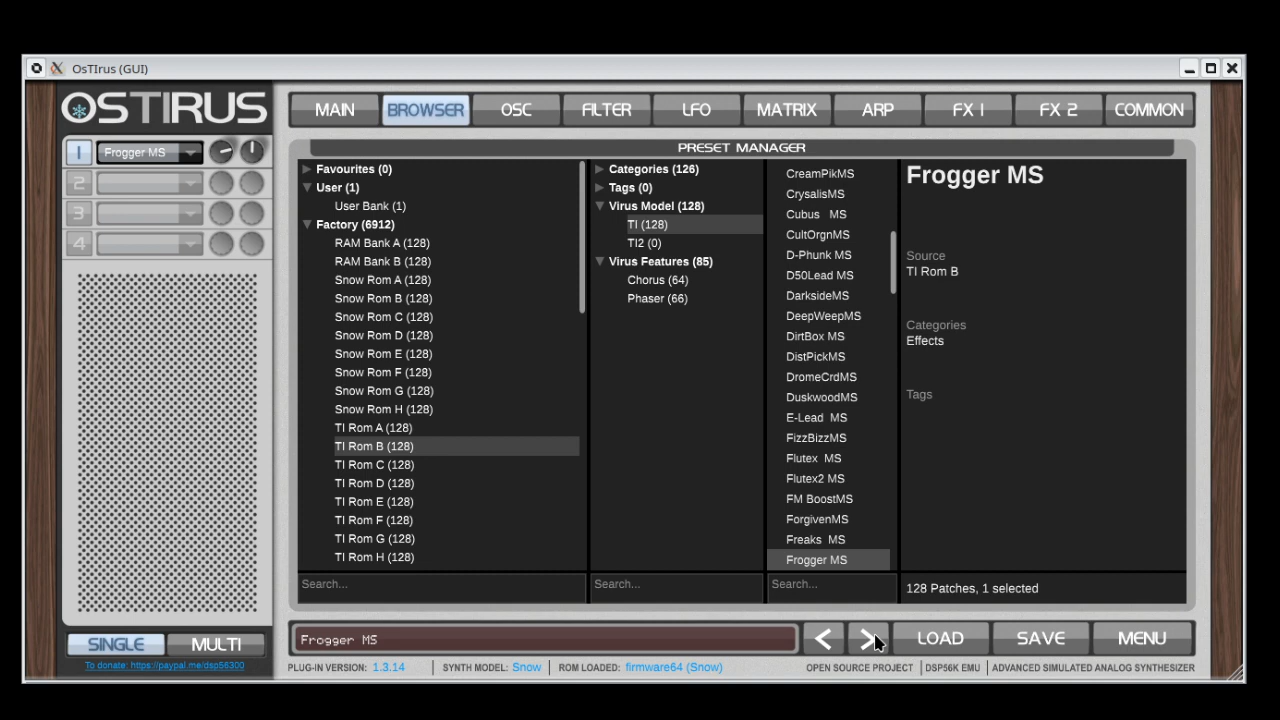 OsTIrus (GUI)
OSTIRUS
MAIN
BROWSER
OSC
FILTER
LFO
MATRIX
ARP
FX 1
FX 2
COMMON
1
Frogger MS
2
3
4
PRESET MANAGER
Favourites (0)
User (1)
User Bank (1)
Factory (6912)
RAM Bank A (128)
RAM Bank B (128)
Snow Rom A (128)
Snow Rom B (128)
Snow Rom C (128)
Snow Rom D (128)
Snow Rom E (128)
Snow Rom F (128)
Snow Rom G (128)
Snow Rom H (128)
TI Rom A (128)
TI Rom B (128)
TI Rom C (128)
TI Rom D (128)
TI Rom E (128)
TI Rom F (128)
TI Rom G (128)
TI Rom H (128)
Search...
Categories (126)
Tags (0)
Virus Model (128)
TI (128)
TI2 (0)
Virus Features (85)
Chorus (64)
Phaser (66)
Search...
CreamPikMS
CrysalisMS
Cubus MS
CultOrgnMS
D-Phunk MS
D50Lead MS
DarksideMS
DeepWeepMS
DirtBox MS
DistPickMS
DromeCrdMS
DuskwoodMS
E-Lead MS
FizzBizzMS
Flutex MS
Flutex2 MS
FM BoostMS
ForgivenMS
Freaks MS
Frogger MS
Search...
Frogger MS
Source
TI Rom B
Categories
Effects
Tags
128 Patches, 1 selected
SINGLE
MULTI
To donate: https://paypal.me/dsp56300
Frogger MS
<
>
LOAD
SAVE
MENU
PLUG-IN VERSION: 1.3.14
SYNTH MODEL: Snow
ROM LOADED: firmware64 (Snow)
OPEN SOURCE PROJECT
DSP56K EMU
ADVANCED SIMULATED ANALOG SYNTHESIZER